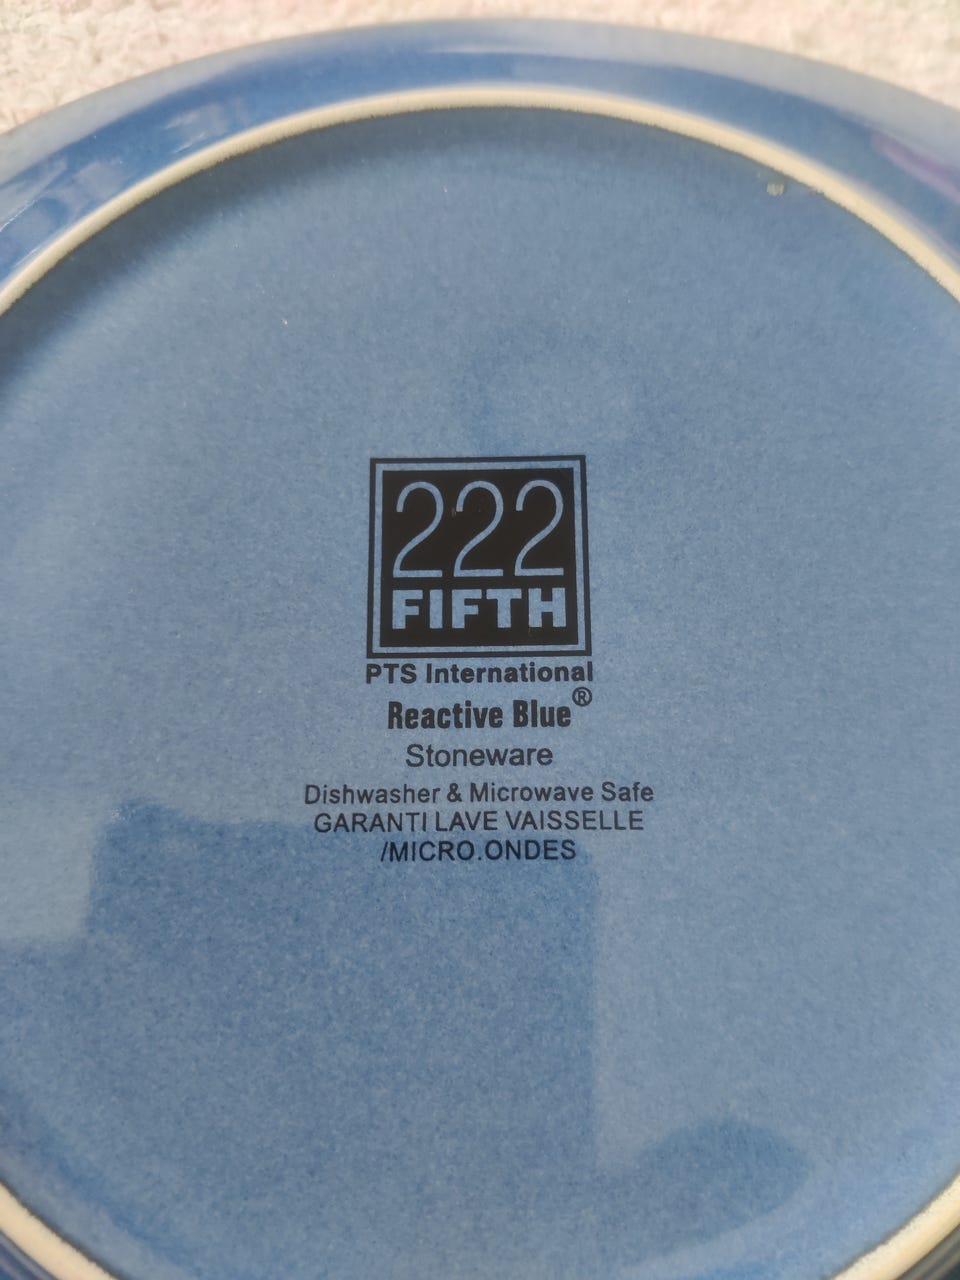 222
FIFTH
PTS International
Reactive Blue®
Stoneware
Dishwasher & Microwave Safe
GARANTI LAVE VAISSELLE
/MICRO.ONDES